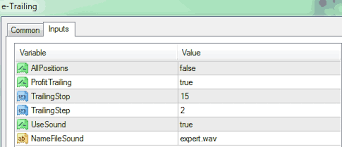 e-Trailing
Common Inputs
Variable Value
AllPositions false
ProfitTrailing true
TrailingStop 15
TrailingStep 2
UseSound true
NameFileSound expert.wav